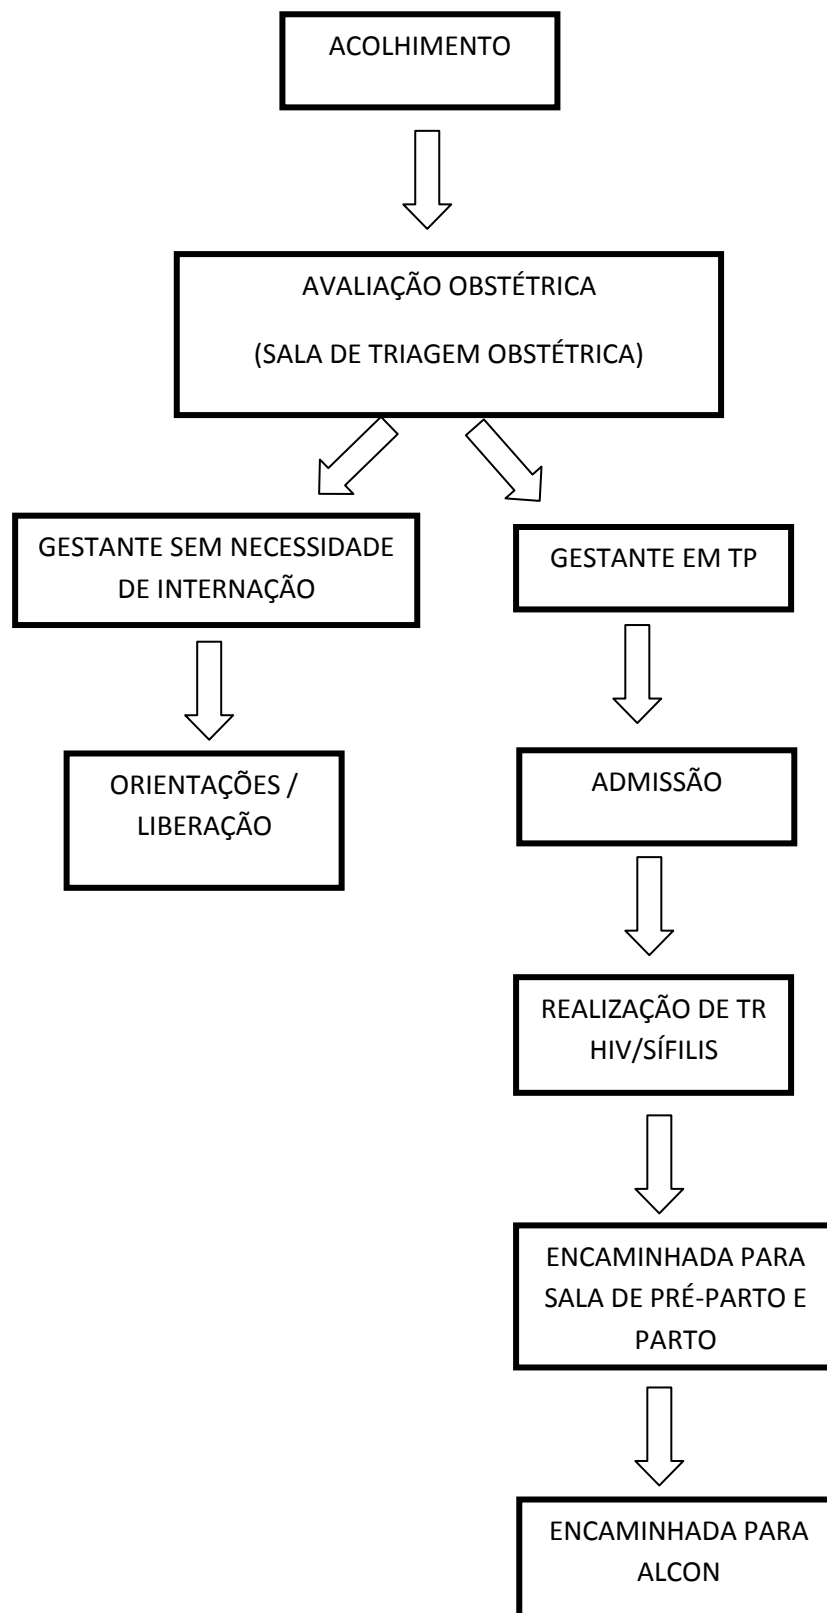 ACOLHIMENTO
AVALIAÇÃO OBSTÉTRICA
(SALA DE TRIAGEM OBSTÉTRICA)
GESTANTE SEM NECESSIDADE
DE INTERNAÇÃO
GESTANTE EM TP
ORIENTAÇÕES /
LIBERAÇÃO
ADMISSÃO
REALIZAÇÃO DE TR
HIV/SÍFILIS
ENCAMINHADA PARA
SALA DE PRÉ-PARTO E
PARTO
ENCAMINHADA PARA
ALCON